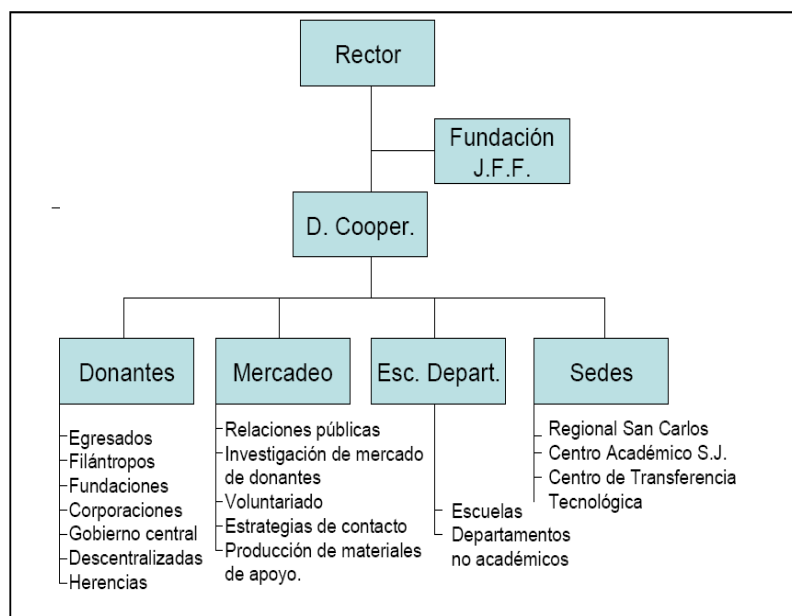 Rector
Fundación
J.F.F.
D. Cooper.
Donantes
Egresados
Filántropos
Fundaciones
Corporaciones
Gobierno central
Descentralizadas
Herencias
Mercadeo
Relaciones públicas
Investigación de mercado
de donantes
Voluntariado
Estrategias de contacto
Producción de materiales
de apoyo.
Esc. Depart.
Escuelas
Departamentos
no académicos
Sedes
Regional San Carlos
Centro Académico S.J.
Centro de Transferencia
Tecnológica